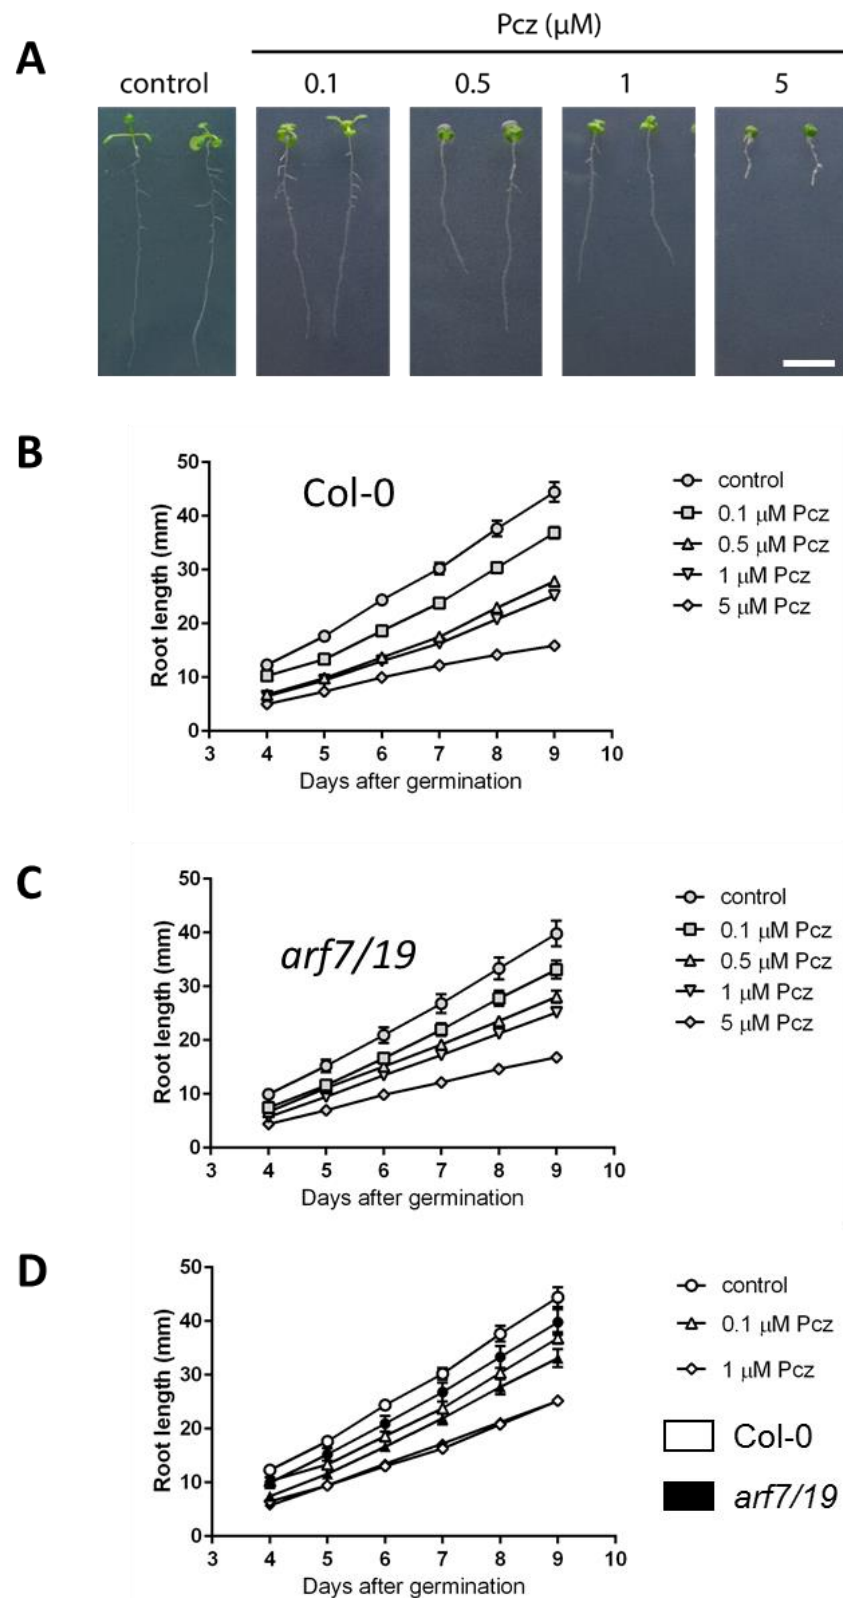 A
Pcz (µM)
control 0.1 0.5 1 5
B
Col-0
Root length (mm)
50
40
30
20
10
0
3 4 5 6 7 8 9 10
Days after germination
control
0.1 µM Pcz
0.5 µM Pcz
1 µM Pcz
5 µM Pcz
C
arf7/19
Root length (mm)
50
40
30
20
10
0
3 4 5 6 7 8 9 10
Days after germination
control
0.1 µM Pcz
0.5 µM Pcz
1 µM Pcz
5 µM Pcz
D
Root length (mm)
50
40
30
20
10
0
3 4 5 6 7 8 9 10
Days after germination
control
0.1 µM Pcz
1 µM Pcz
Col-0
arf7/19